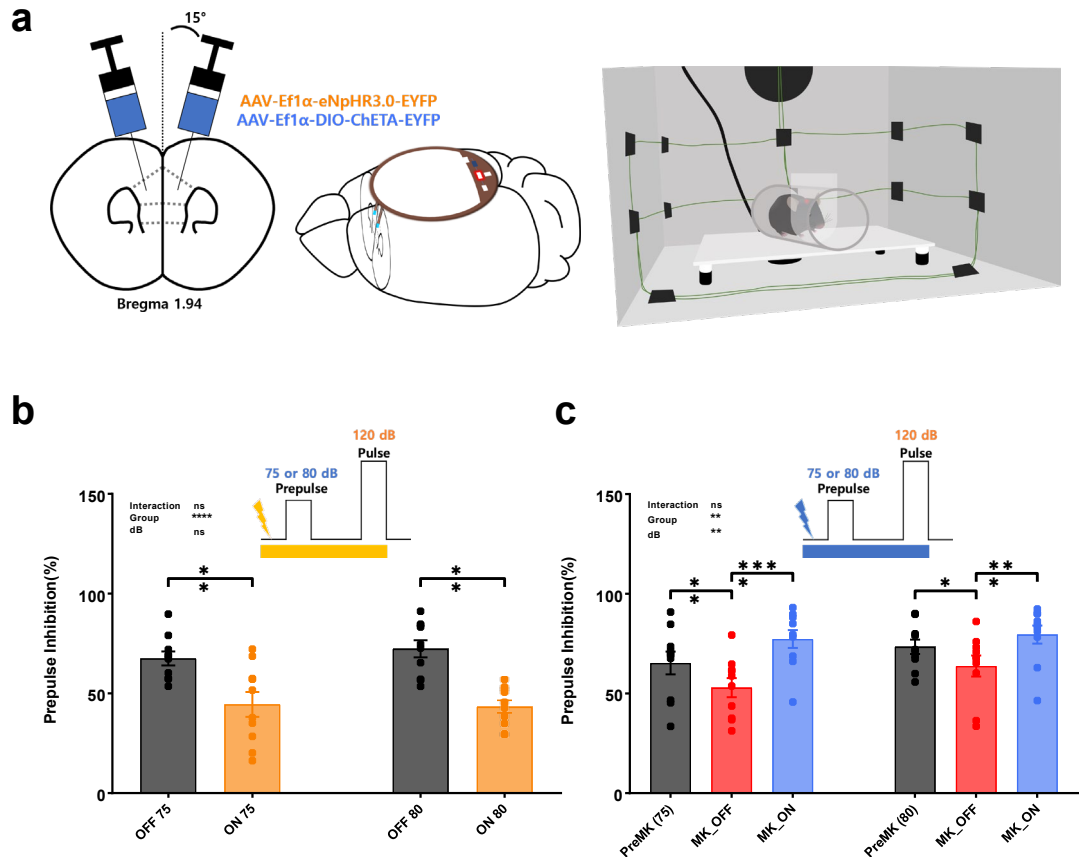 a
15°
AAV-Ef1α-eNpHR3.0-EYFP
AAV-Ef1α-DIO-ChETA-EYFP
Bregma 1.94
b
120 dB
Pulse
75 or 80 dB
Prepulse
Interaction ns
Group ****
dB ns
Prepulse Inhibition(%)
150
100
50
0
*
*
*
*
OFF 75
ON 75
OFF 80
ON 80
c
120 dB
Pulse
75 or 80 dB
Prepulse
Interaction ns
Group **
dB **
Prepulse Inhibition(%)
150
100
50
0
*
*
***
*
*
**
*
PreMK (75)
MK_OFF
MK_ON
PreMK (80)
MK_OFF
MK_ON